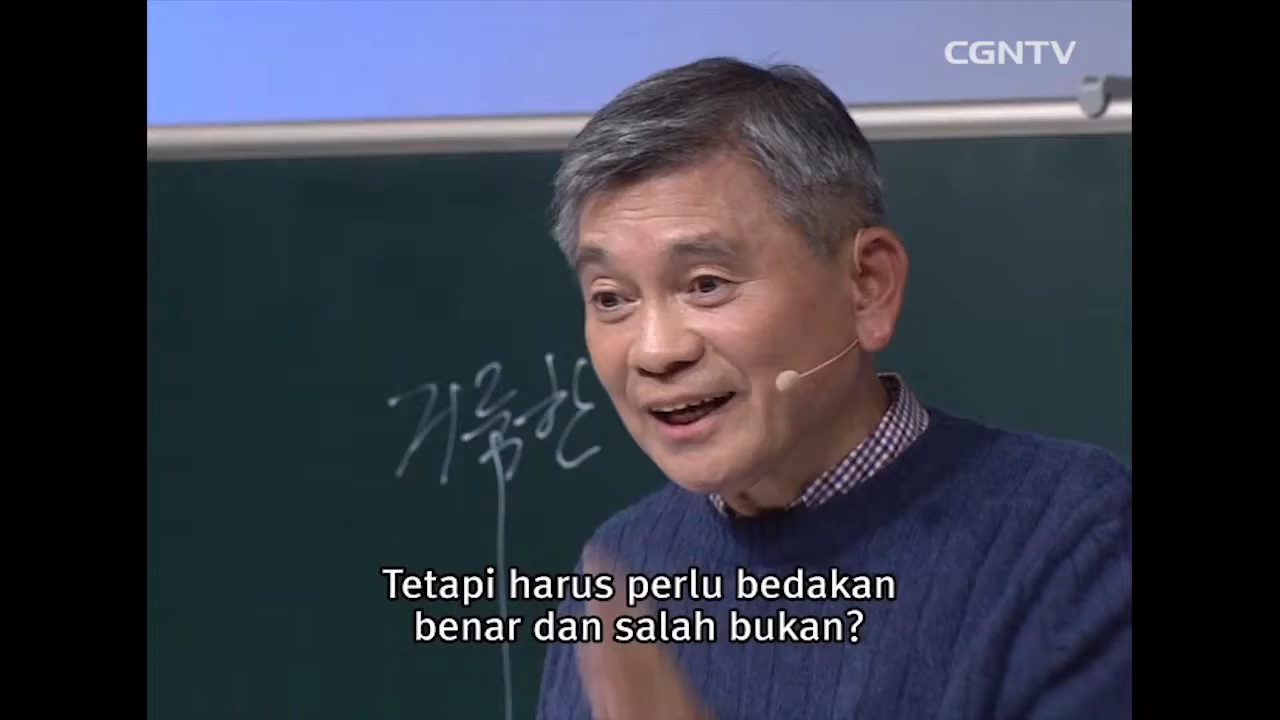 CGNTV
거룩한
Tetapi harus perlu bedakan
benar dan salah bukan?